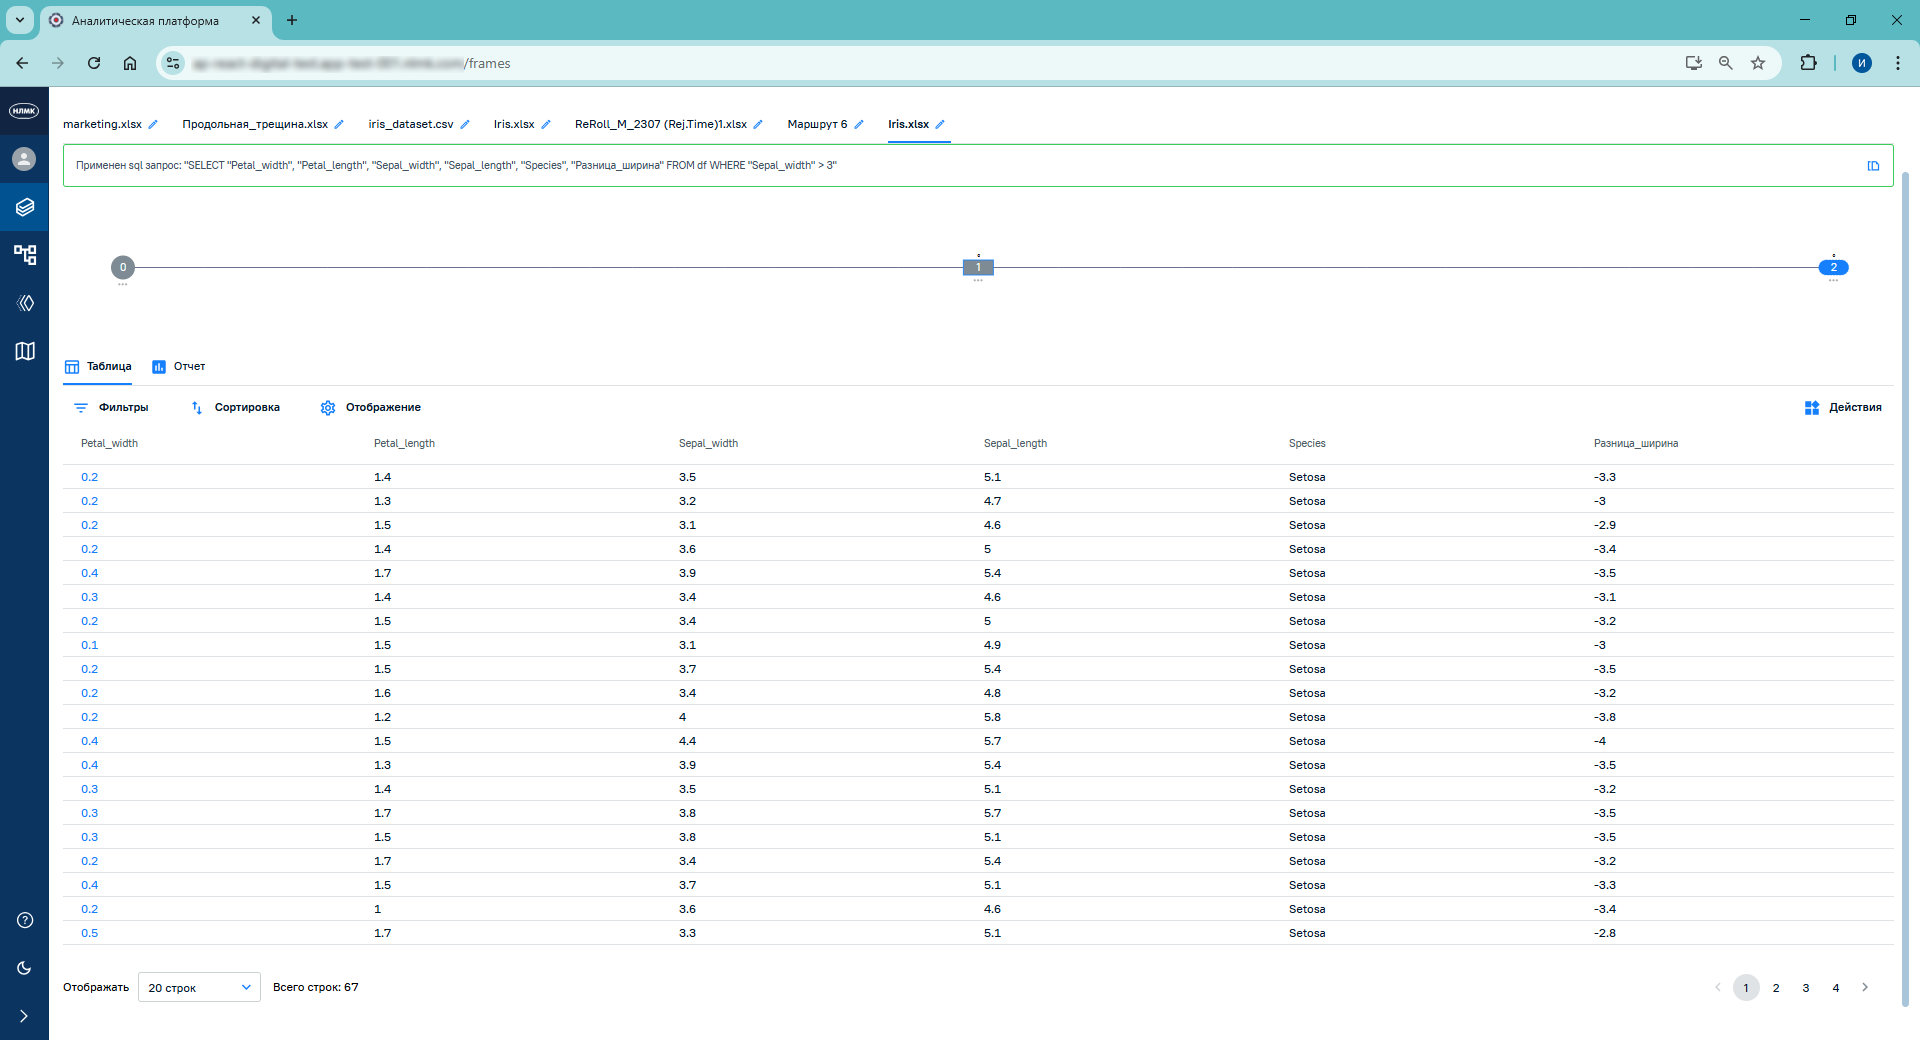 Аналитическая платформа
/frames
НЛМК
И
marketing.xlsx Продольная_трещина.xlsx iris_dataset.csv Iris.xlsx ReRoll_M_2307 (Rej.Time)1.xlsx Маршрут 6 Iris.xlsx
Применен sql запрос: "SELECT "Petal_width", "Petal_length", "Sepal_width", "Sepal_length", "Species", "Разница_ширина" FROM df WHERE "Sepal_width" > 3"
0 1 2
Таблица Отчет
Фильтры Сортировка Отображение Действия
Petal_width Petal_length Sepal_width Sepal_length Species Разница_ширина
0.2 1.4 3.5 5.1 Setosa -3.3
0.2 1.3 3.2 4.7 Setosa -3
0.2 1.5 3.1 4.6 Setosa -2.9
0.2 1.4 3.6 5 Setosa -3.4
0.4 1.7 3.9 5.4 Setosa -3.5
0.3 1.4 3.4 4.6 Setosa -3.1
0.2 1.5 3.4 5 Setosa -3.2
0.1 1.5 3.1 4.9 Setosa -3
0.2 1.5 3.7 5.4 Setosa -3.5
0.2 1.6 3.4 4.8 Setosa -3.2
0.2 1.2 4 5.8 Setosa -3.8
0.4 1.5 4.4 5.7 Setosa -4
0.4 1.3 3.9 5.4 Setosa -3.5
0.3 1.4 3.5 5.1 Setosa -3.2
0.3 1.7 3.8 5.7 Setosa -3.5
0.3 1.5 3.8 5.1 Setosa -3.5
0.2 1.7 3.4 5.4 Setosa -3.2
0.4 1.5 3.7 5.1 Setosa -3.3
0.2 1 3.6 4.6 Setosa -3.4
0.5 1.7 3.3 5.1 Setosa -2.8
Отображать 20 строк Всего строк: 67 1 2 3 4